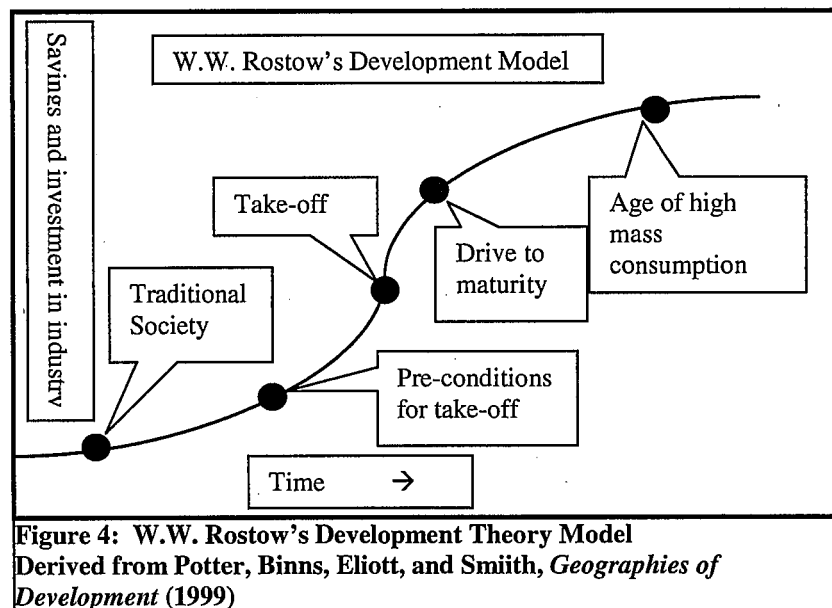 W.W. Rostow's Development Model
Savings and investment in industry
Take-off
Age of high
mass
consumption
Drive to
maturity
Traditional
Society
Pre-conditions
for take-off
Time →
Figure 4: W.W. Rostow's Development Theory Model
Derived from Potter, Binns, Eliott, and Smiith, Geographies of
Development (1999)